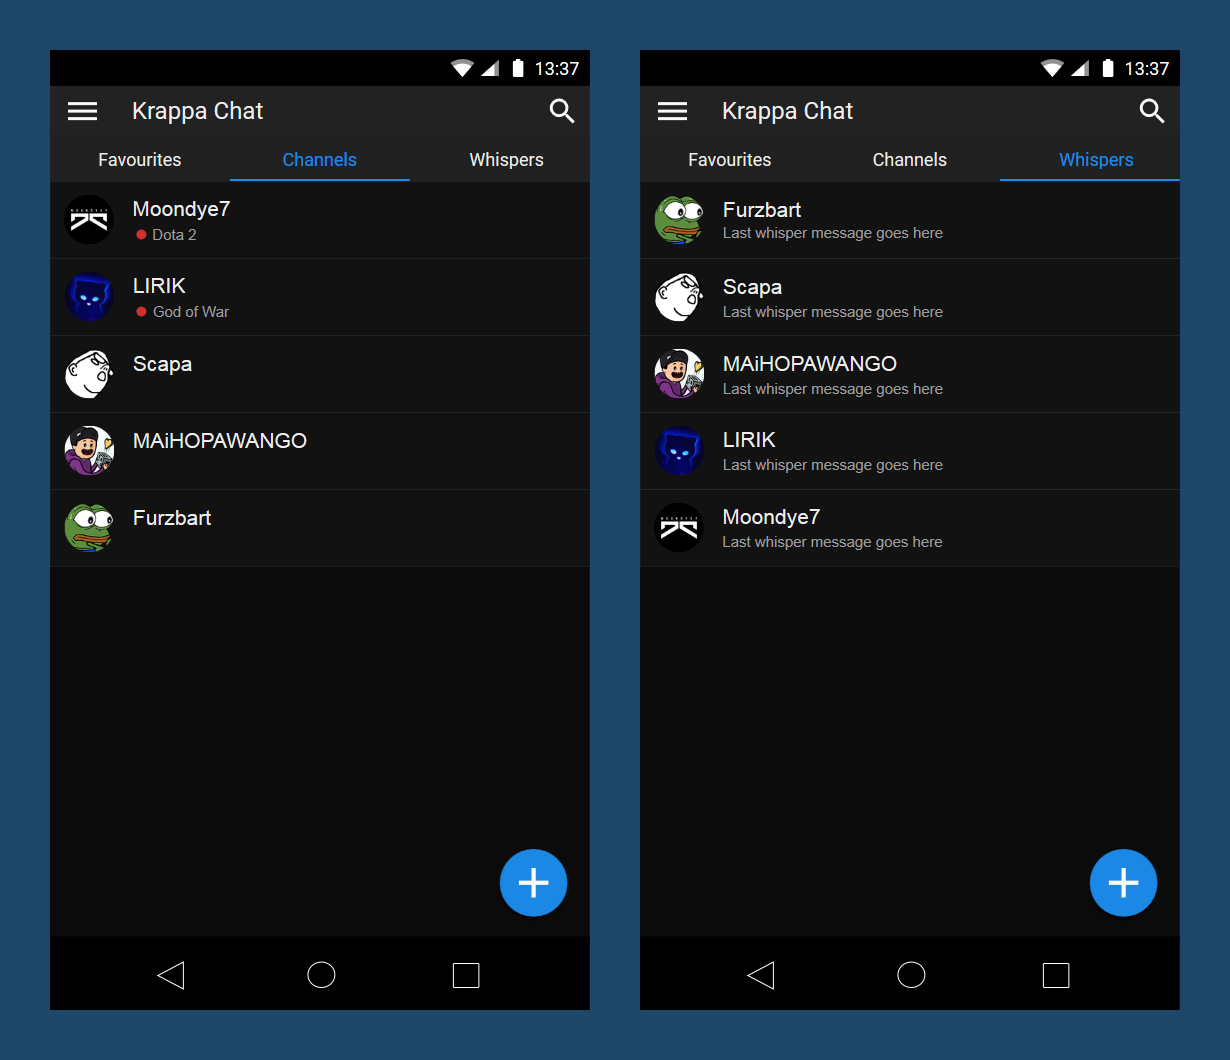 13:37
Krappa Chat
Favourites Channels Whispers
Moondye7
Dota 2
LIRIK
God of War
Scapa
MAiHOPAWANGO
Furzbart
13:37
Krappa Chat
Favourites Channels Whispers
Furzbart
Last whisper message goes here
Scapa
Last whisper message goes here
MAiHOPAWANGO
Last whisper message goes here
LIRIK
Last whisper message goes here
Moondye7
Last whisper message goes here